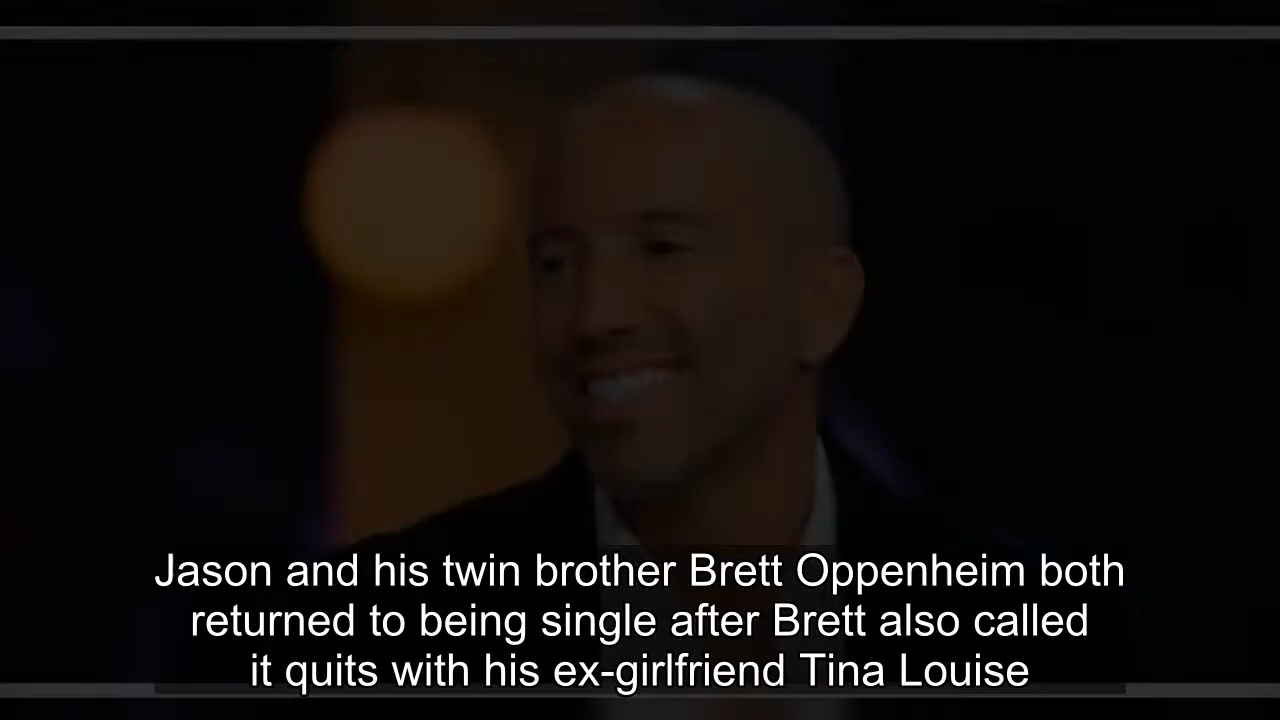 Jason and his twin brother Brett Oppenheim both
returned to being single after Brett also called
it quits with his ex-girlfriend Tina Louise